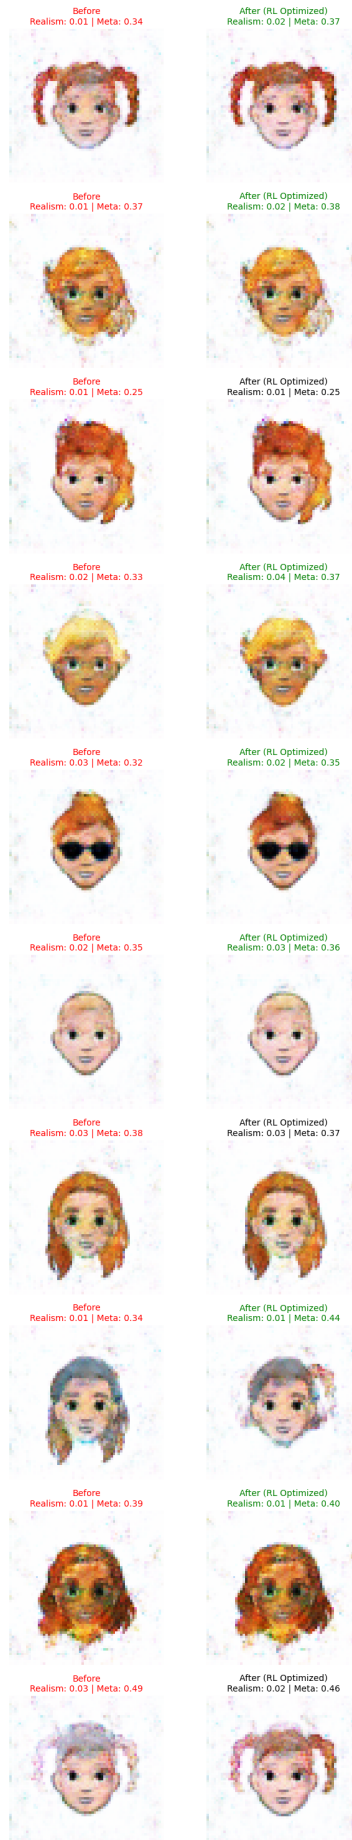 Before
Realism: 0.01 | Meta: 0.34
After (RL Optimized)
Realism: 0.02 | Meta: 0.37
Before
Realism: 0.01 | Meta: 0.37
After (RL Optimized)
Realism: 0.02 | Meta: 0.38
Before
Realism: 0.01 | Meta: 0.25
After (RL Optimized)
Realism: 0.01 | Meta: 0.25
Before
Realism: 0.02 | Meta: 0.33
After (RL Optimized)
Realism: 0.04 | Meta: 0.37
Before
Realism: 0.03 | Meta: 0.32
After (RL Optimized)
Realism: 0.02 | Meta: 0.35
Before
Realism: 0.02 | Meta: 0.35
After (RL Optimized)
Realism: 0.03 | Meta: 0.36
Before
Realism: 0.03 | Meta: 0.38
After (RL Optimized)
Realism: 0.03 | Meta: 0.37
Before
Realism: 0.01 | Meta: 0.34
After (RL Optimized)
Realism: 0.01 | Meta: 0.44
Before
Realism: 0.01 | Meta: 0.39
After (RL Optimized)
Realism: 0.01 | Meta: 0.40
Before
Realism: 0.03 | Meta: 0.49
After (RL Optimized)
Realism: 0.02 | Meta: 0.46